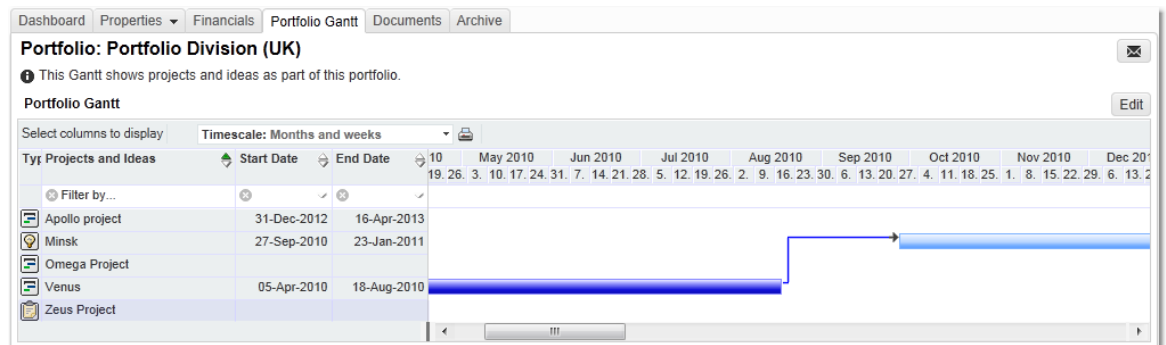 Dashboard Properties Financials Portfolio Gantt Documents Archive
Portfolio: Portfolio Division (UK)
This Gantt shows projects and ideas as part of this portfolio.
Portfolio Gantt Edit
Select columns to display Timescale: Months and weeks
Typ Projects and Ideas Start Date End Date 10 May 2010 Jun 2010 Jul 2010 Aug 2010 Sep 2010 Oct 2010 Nov 2010 Dec 201
19. 26. 3. 10. 17. 24. 31. 7. 14. 21. 28. 5. 12. 19. 26. 2. 9. 16. 23. 30. 6. 13. 20. 27. 4. 11. 18. 25. 1. 8. 15. 22. 29. 6. 13. 2
Filter by...
Apollo project 31-Dec-2012 16-Apr-2013
Minsk 27-Sep-2010 23-Jan-2011
Omega Project
Venus 05-Apr-2010 18-Aug-2010
Zeus Project